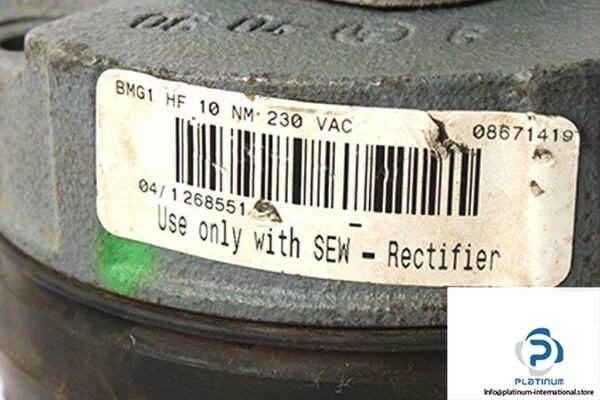 BMG1 HF 10 NM 230 VAC 08671419
04/1268551
Use only with SEW - Rectifier
PLATINUM
Info@platinum-international.store